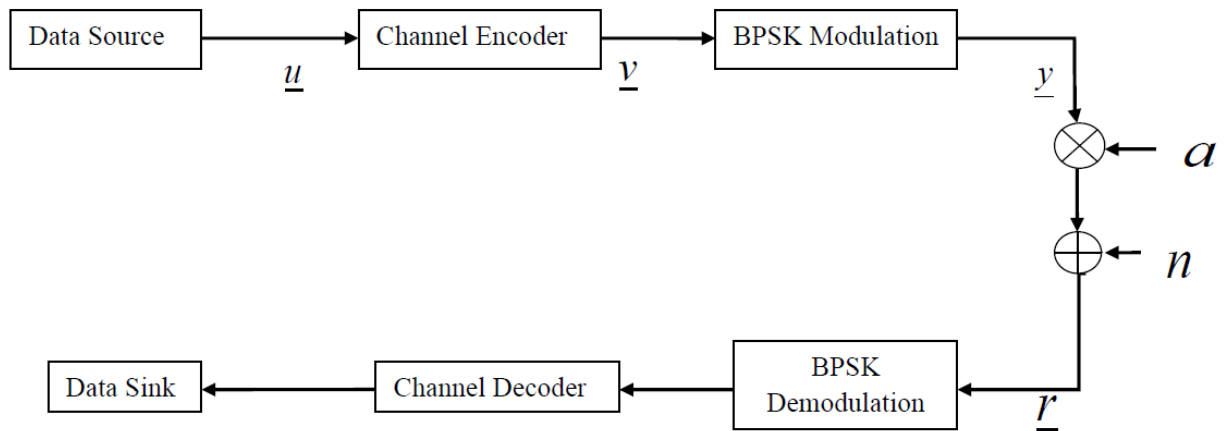 Data Source
Channel Encoder
BPSK Modulation
u
v
y
a
n
Data Sink
Channel Decoder
BPSK
Demodulation
r